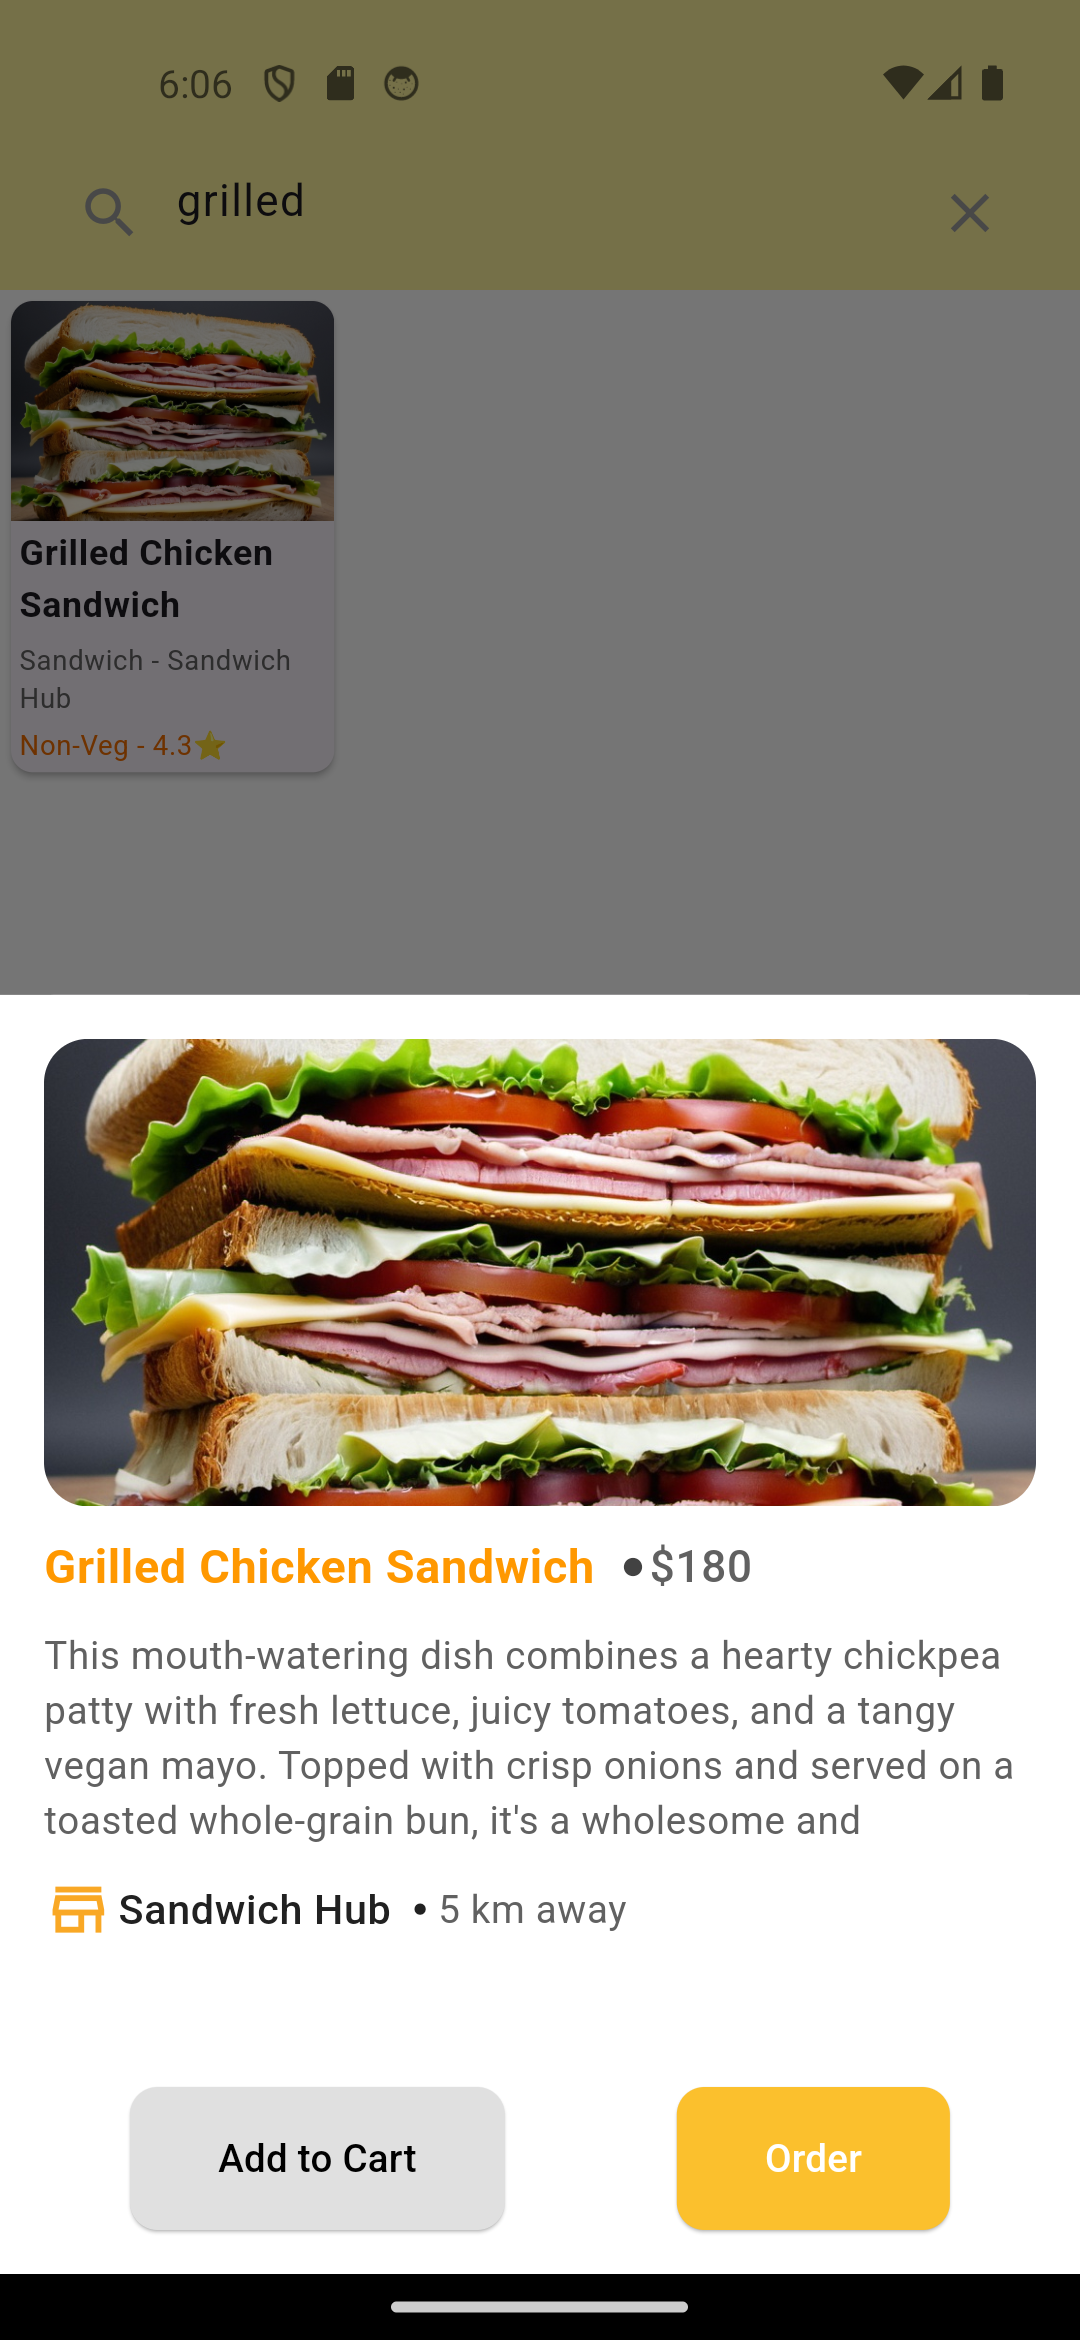 6:06
grilled
Grilled Chicken
Sandwich
Sandwich - Sandwich
Hub
Non-Veg - 4.3⭐
Grilled Chicken Sandwich •$180
This mouth-watering dish combines a hearty chickpea
patty with fresh lettuce, juicy tomatoes, and a tangy
vegan mayo. Topped with crisp onions and served on a
toasted whole-grain bun, it's a wholesome and
Sandwich Hub • 5 km away
Add to Cart
Order